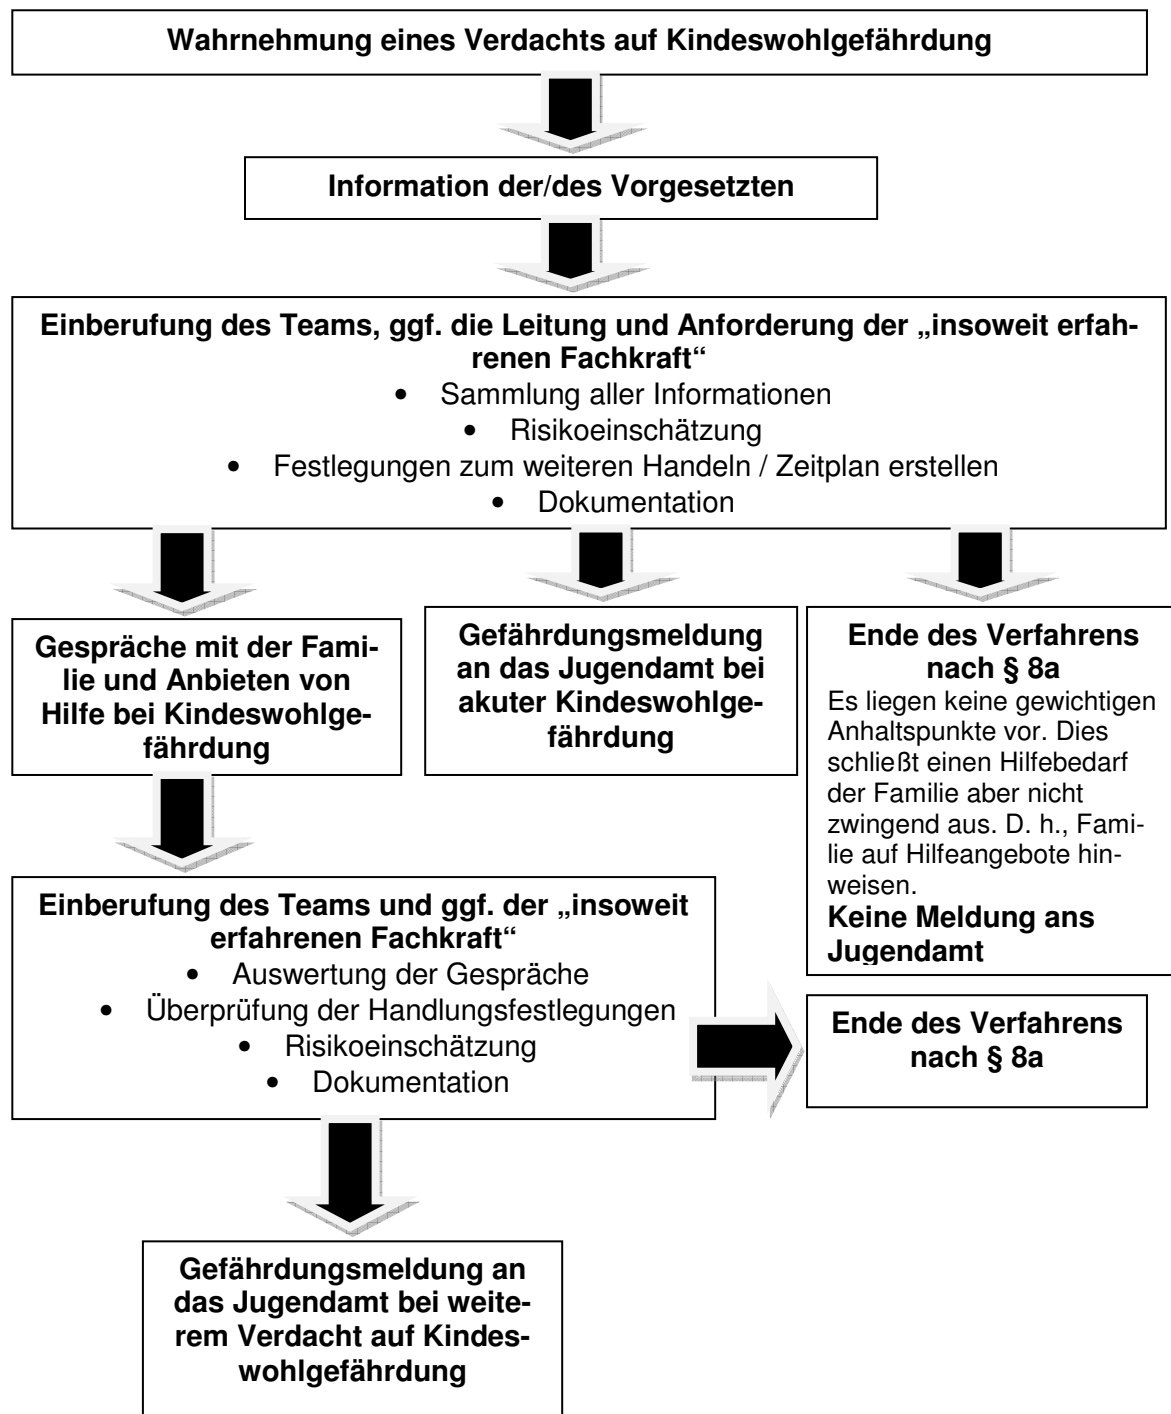 Wahrnehmung eines Verdachts auf Kindeswohlgefährdung
Information der/des Vorgesetzten
Einberufung des Teams, ggf. die Leitung und Anforderung der „insoweit erfah-
renen Fachkraft“
• Sammlung aller Informationen
• Risikoeinschätzung
• Festlegungen zum weiteren Handeln / Zeitplan erstellen
• Dokumentation
Gespräche mit der Fami-
lie und Anbieten von
Hilfe bei Kindeswohlge-
fährdung
Gefährdungsmeldung
an das Jugendamt bei
akuter Kindeswohlge-
fährdung
Ende des Verfahrens
nach § 8a
Es liegen keine gewichtigen
Anhaltspunkte vor. Dies
schließt einen Hilfebedarf
der Familie aber nicht
zwingend aus. D. h., Fami-
lie auf Hilfeangebote hin-
weisen.
Keine Meldung ans
Jugendamt
Einberufung des Teams und ggf. der „insoweit
erfahrenen Fachkraft“
• Auswertung der Gespräche
• Überprüfung der Handlungsfestlegungen
• Risikoeinschätzung
• Dokumentation
Ende des Verfahrens
nach § 8a
Gefährdungsmeldung an
das Jugendamt bei weite-
rem Verdacht auf Kindes-
wohlgefährdung